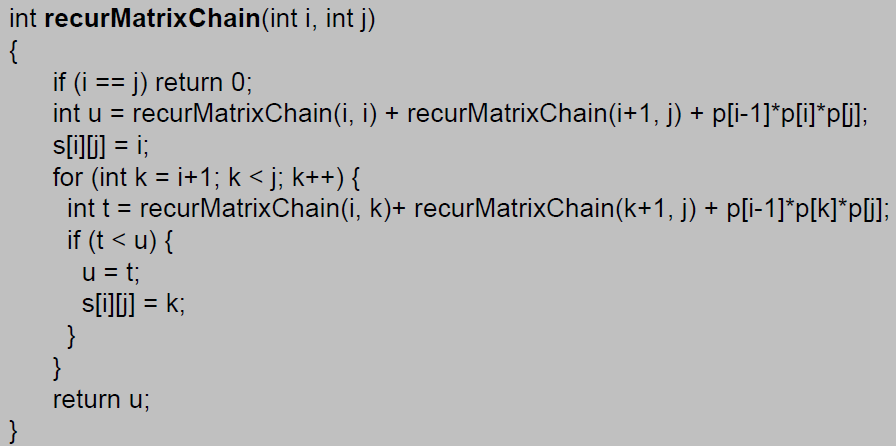 int recurMatrixChain(int i, int j)
{
if (i == j) return 0;
int u = recurMatrixChain(i, i) + recurMatrixChain(i+1, j) + p[i-1]*p[i]*p[j];
s[i][j] = i;
for (int k = i+1; k < j; k++) {
int t = recurMatrixChain(i, k)+ recurMatrixChain(k+1, j) + p[i-1]*p[k]*p[j];
if (t < u) {
u = t;
s[i][j] = k;
}
}
return u;
}